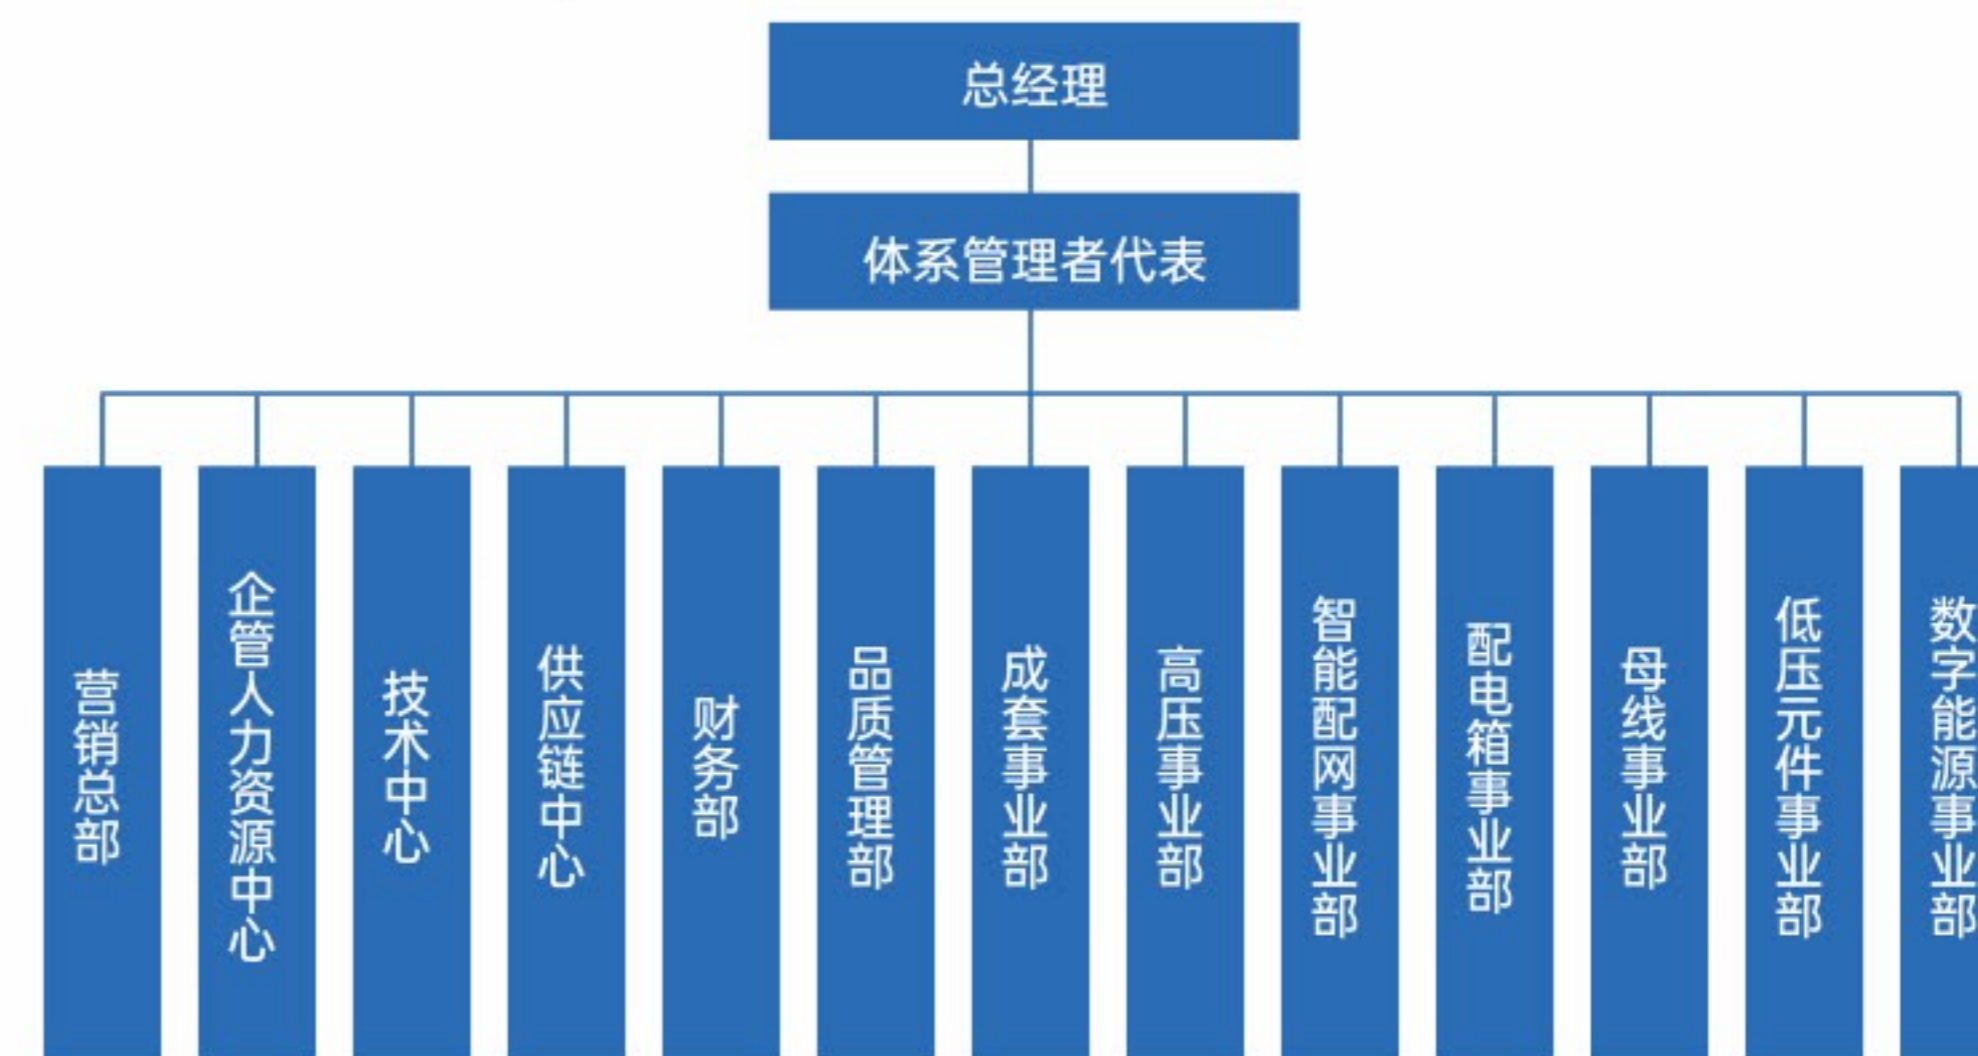 总经理
体系管理者代表
营销总部
企管人力资源中心
技术中心
供应链中心
财务部
品质管理部
成套事业部
高压事业部
智能配网事业部
配电箱事业部
母线事业部
低压元件事业部
数字能源事业部